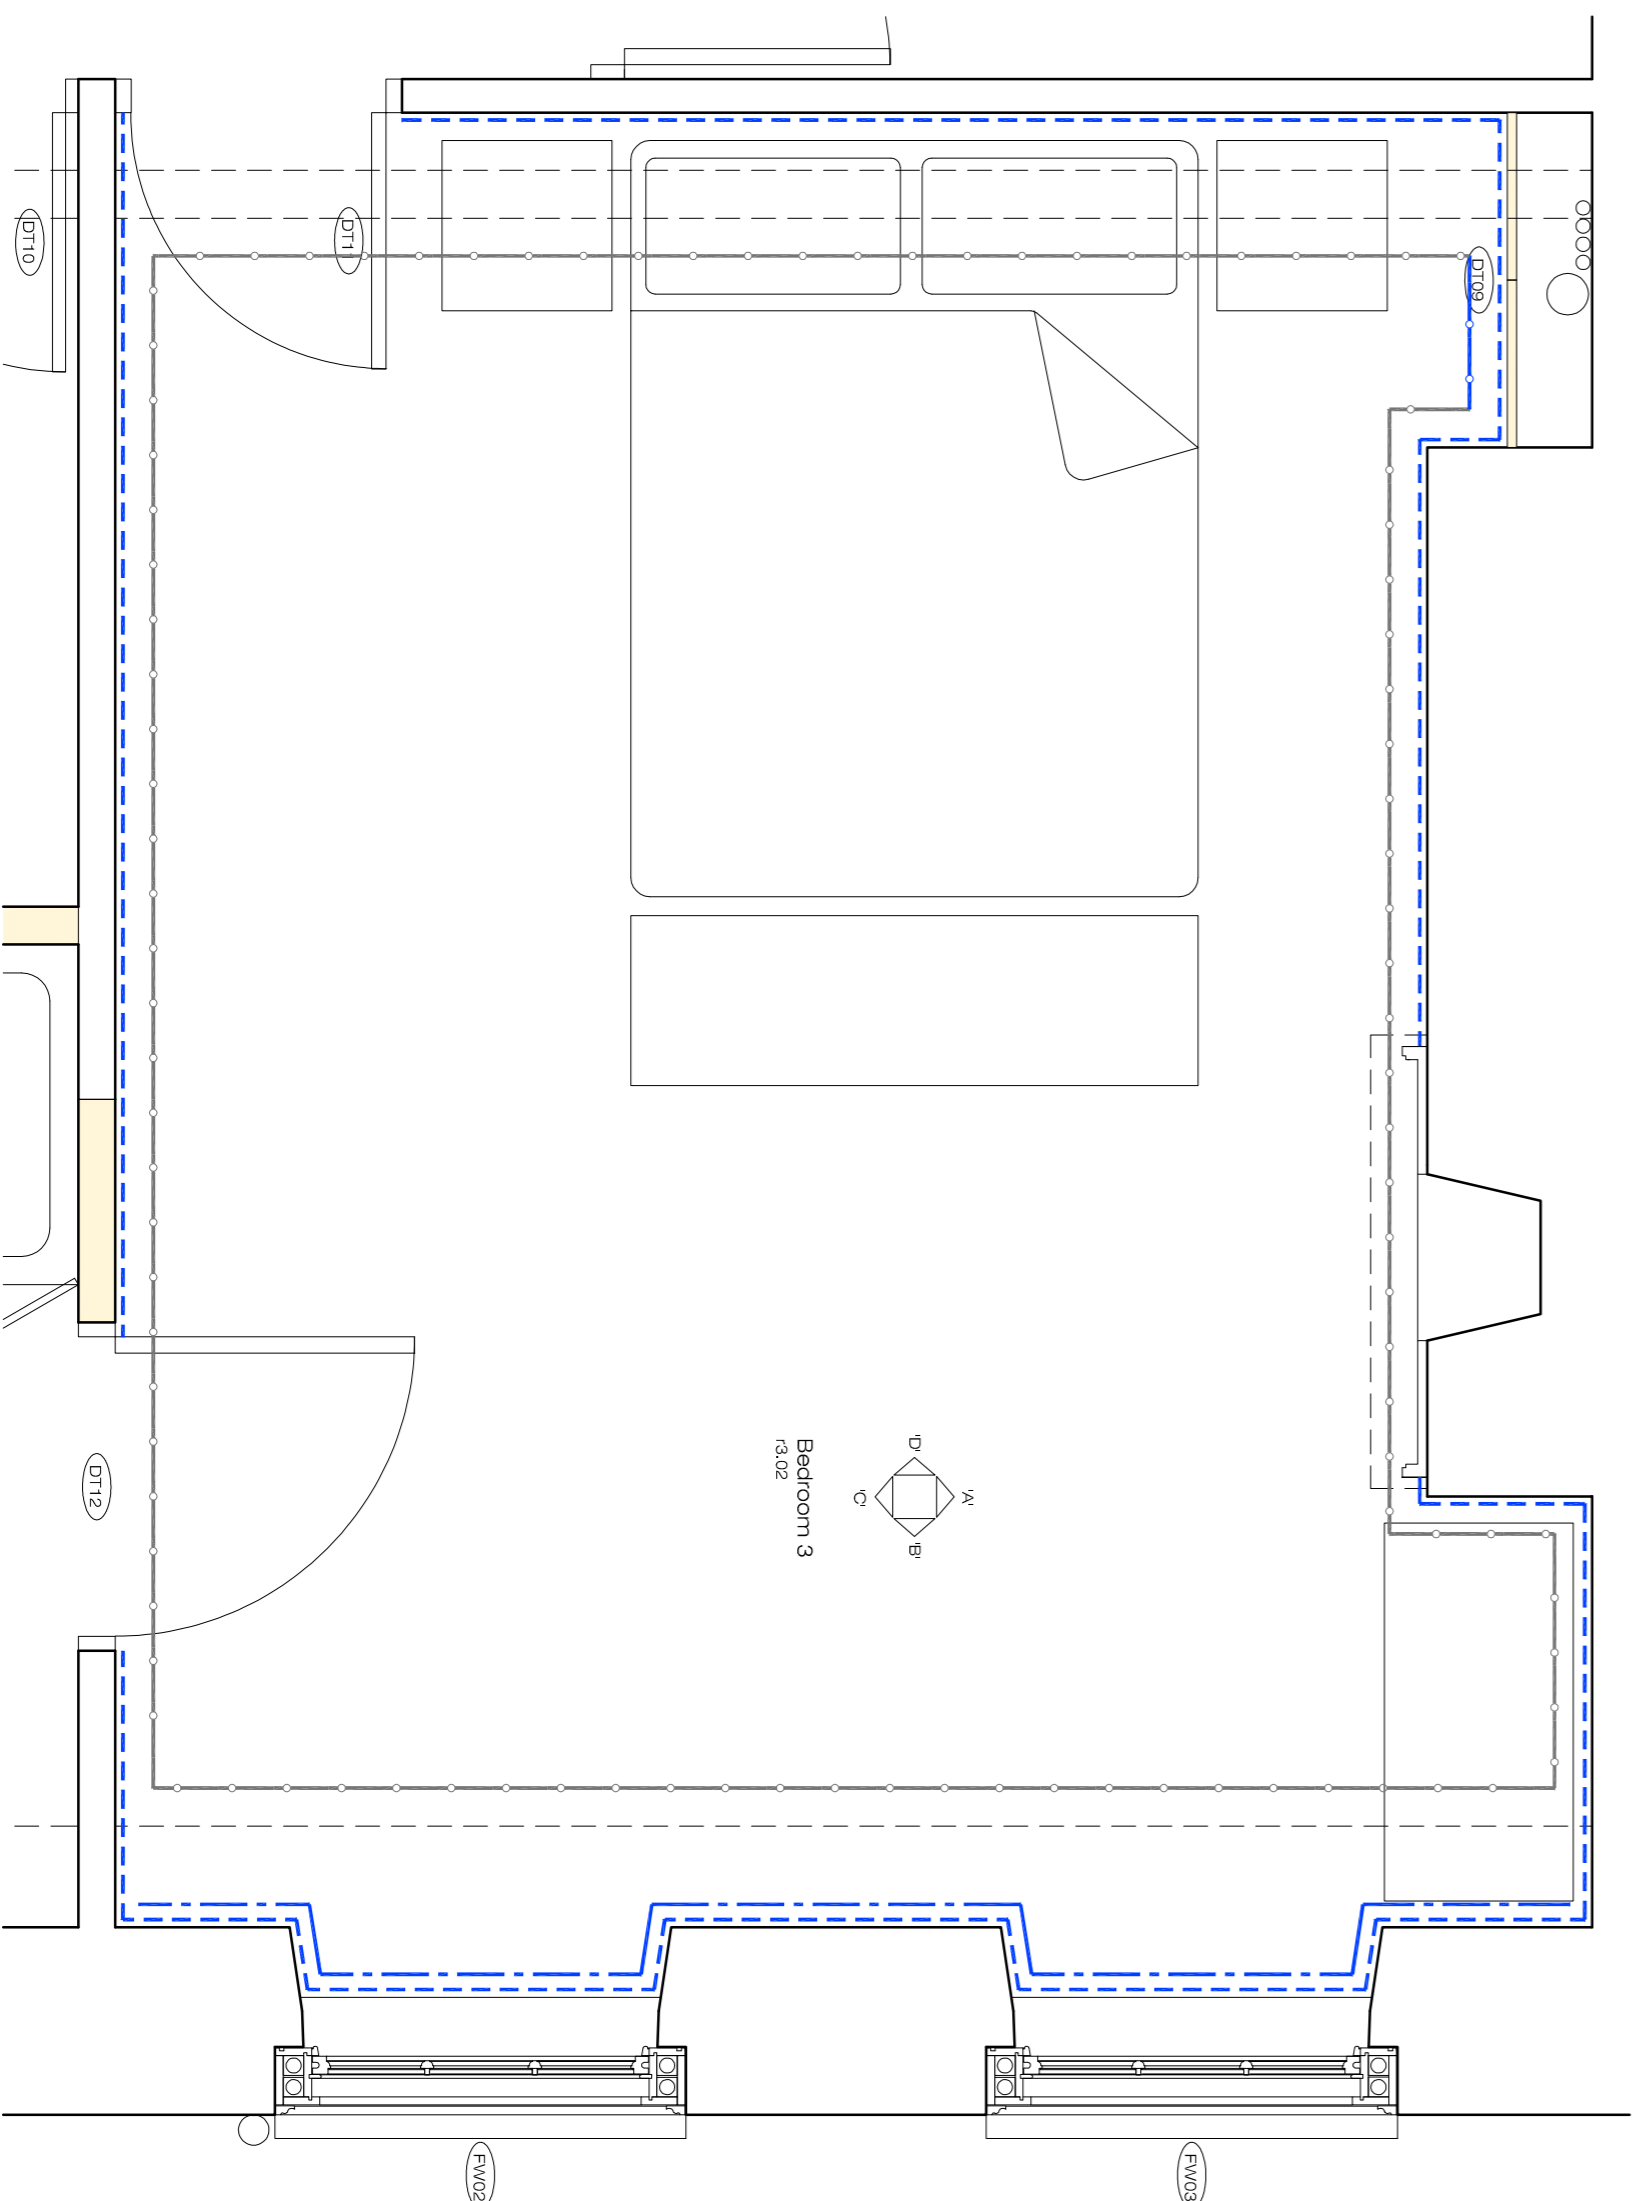 DT10
DT11
DT09
'D'
'A'
'C'
'B'
Bedroom 3
r3.02
DT12
FW02
FW03